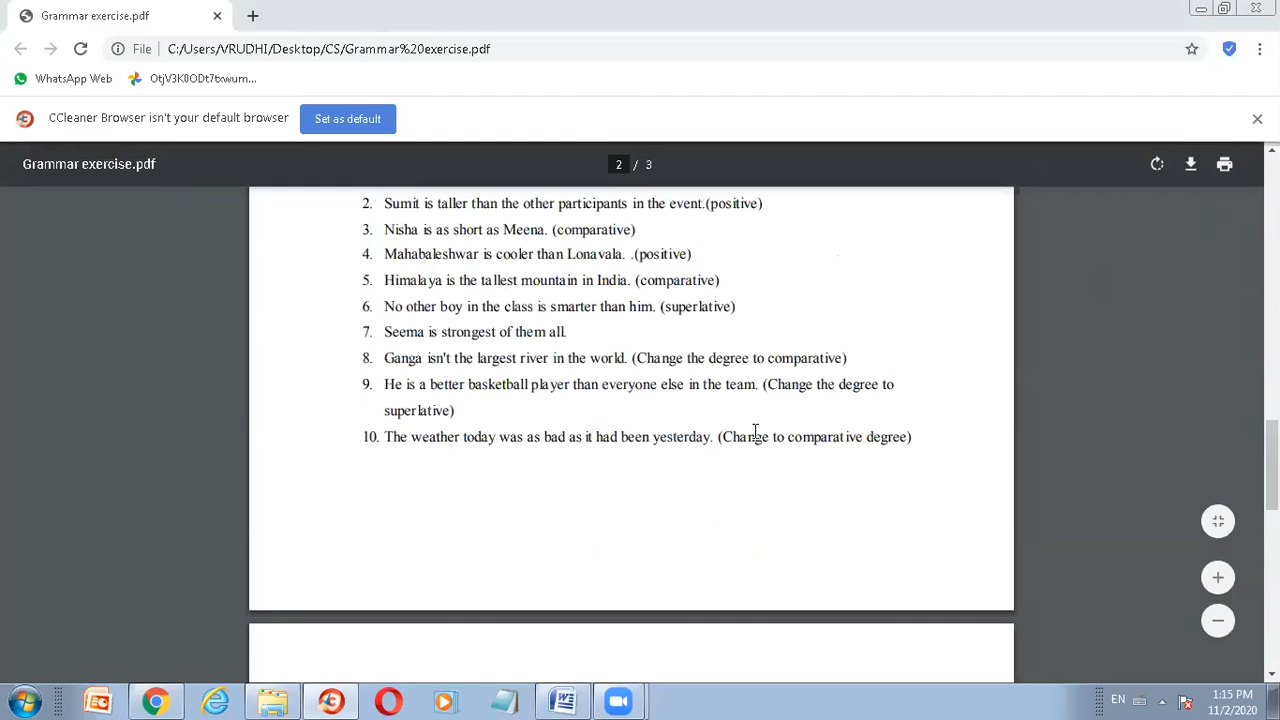 Grammar exercise.pdf
File C:/Users/VRUDHI/Desktop/CS/Grammar%20exercise.pdf
WhatsApp Web OtjV3K0ODt7txwum...
CCleaner Browser isn't your default browser Set as default
Grammar exercise.pdf 2 / 3
2. Sumit is taller than the other participants in the event.(positive)
3. Nisha is as short as Meena. (comparative)
4. Mahabaleshwar is cooler than Lonavala. .(positive)
5. Himalaya is the tallest mountain in India. (comparative)
6. No other boy in the class is smarter than him. (superlative)
7. Seema is strongest of them all.
8. Ganga isn't the largest river in the world. (Change the degree to comparative)
9. He is a better basketball player than everyone else in the team. (Change the degree to
superlative)
10. The weather today was as bad as it had been yesterday. (Change to comparative degree)
EN 1:15 PM
11/2/2020